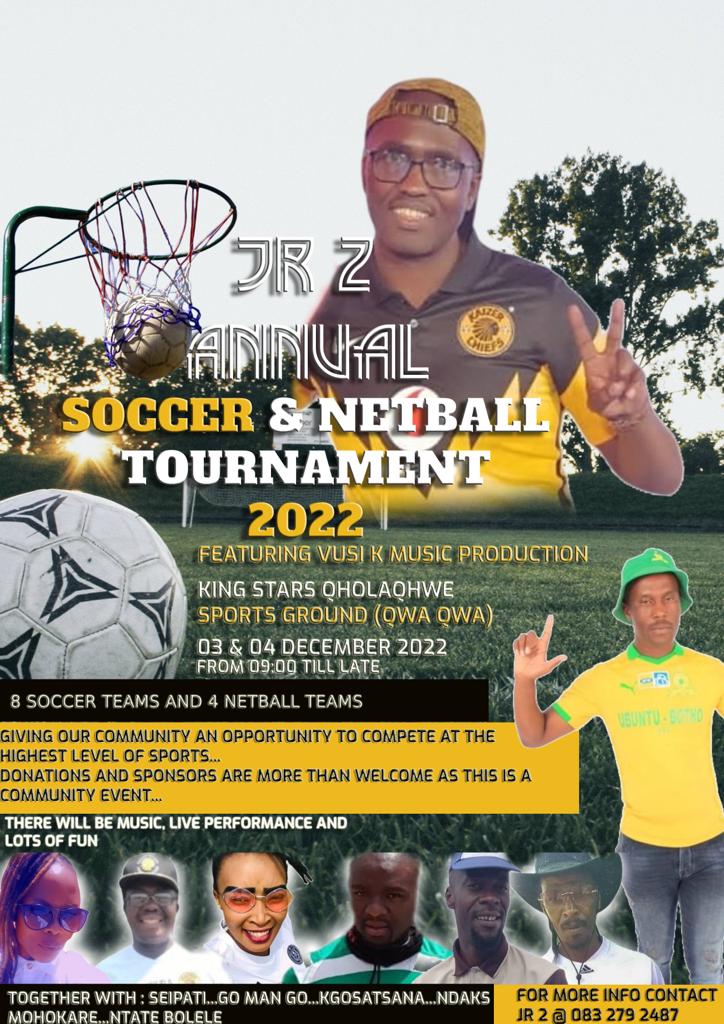 JR 2
ANNUAL
SOCCER & NETBALL
TOURNAMENT
2022
FEATURING VUSI K MUSIC PRODUCTION
KING STARS QHOLAQHWE
SPORTS GROUND (QWA QWA)
03 & 04 DECEMBER 2022
FROM 09:00 TILL LATE
8 SOCCER TEAMS AND 4 NETBALL TEAMS
GIVING OUR COMMUNITY AN OPPORTUNITY TO COMPETE AT THE
HIGHEST LEVEL OF SPORTS...
DONATIONS AND SPONSORS ARE MORE THAN WELCOME AS THIS IS A
COMMUNITY EVENT...
THERE WILL BE MUSIC, LIVE PERFORMANCE AND
LOTS OF FUN
TOGETHER WITH : SEIPATI...GO MAN GO...KGOSATSANA...NDAKS
MOHOKARE...NTATE BOLELE
FOR MORE INFO CONTACT
JR 2 @ 083 279 2487
KAIZER
CHIEFS
UBUNTU - BOTHO